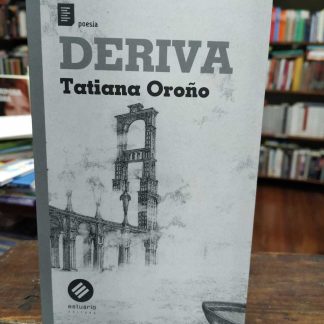 poesía
DERIVA
Tatiana Oroño
estuario
EDITORA